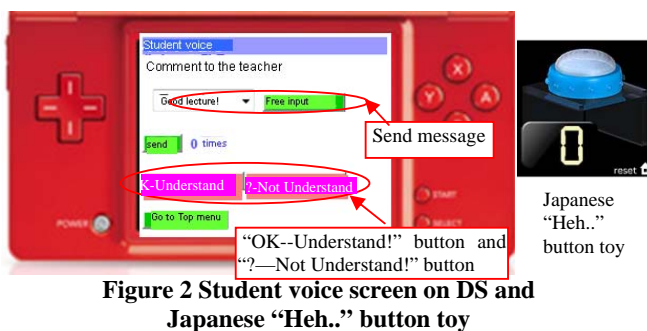 Student voice
Comment to the teacher
Good lecture!
Free input
Send message
send
0 times
K-Understand
?-Not Understand
Go to Top menu
X
Y
A
START
SELECT
POWER
0
reset
Japanese
“Heh..”
button toy
“OK--Understand!” button and
“?—Not Understand!” button
Figure 2 Student voice screen on DS and
Japanese “Heh..” button toy